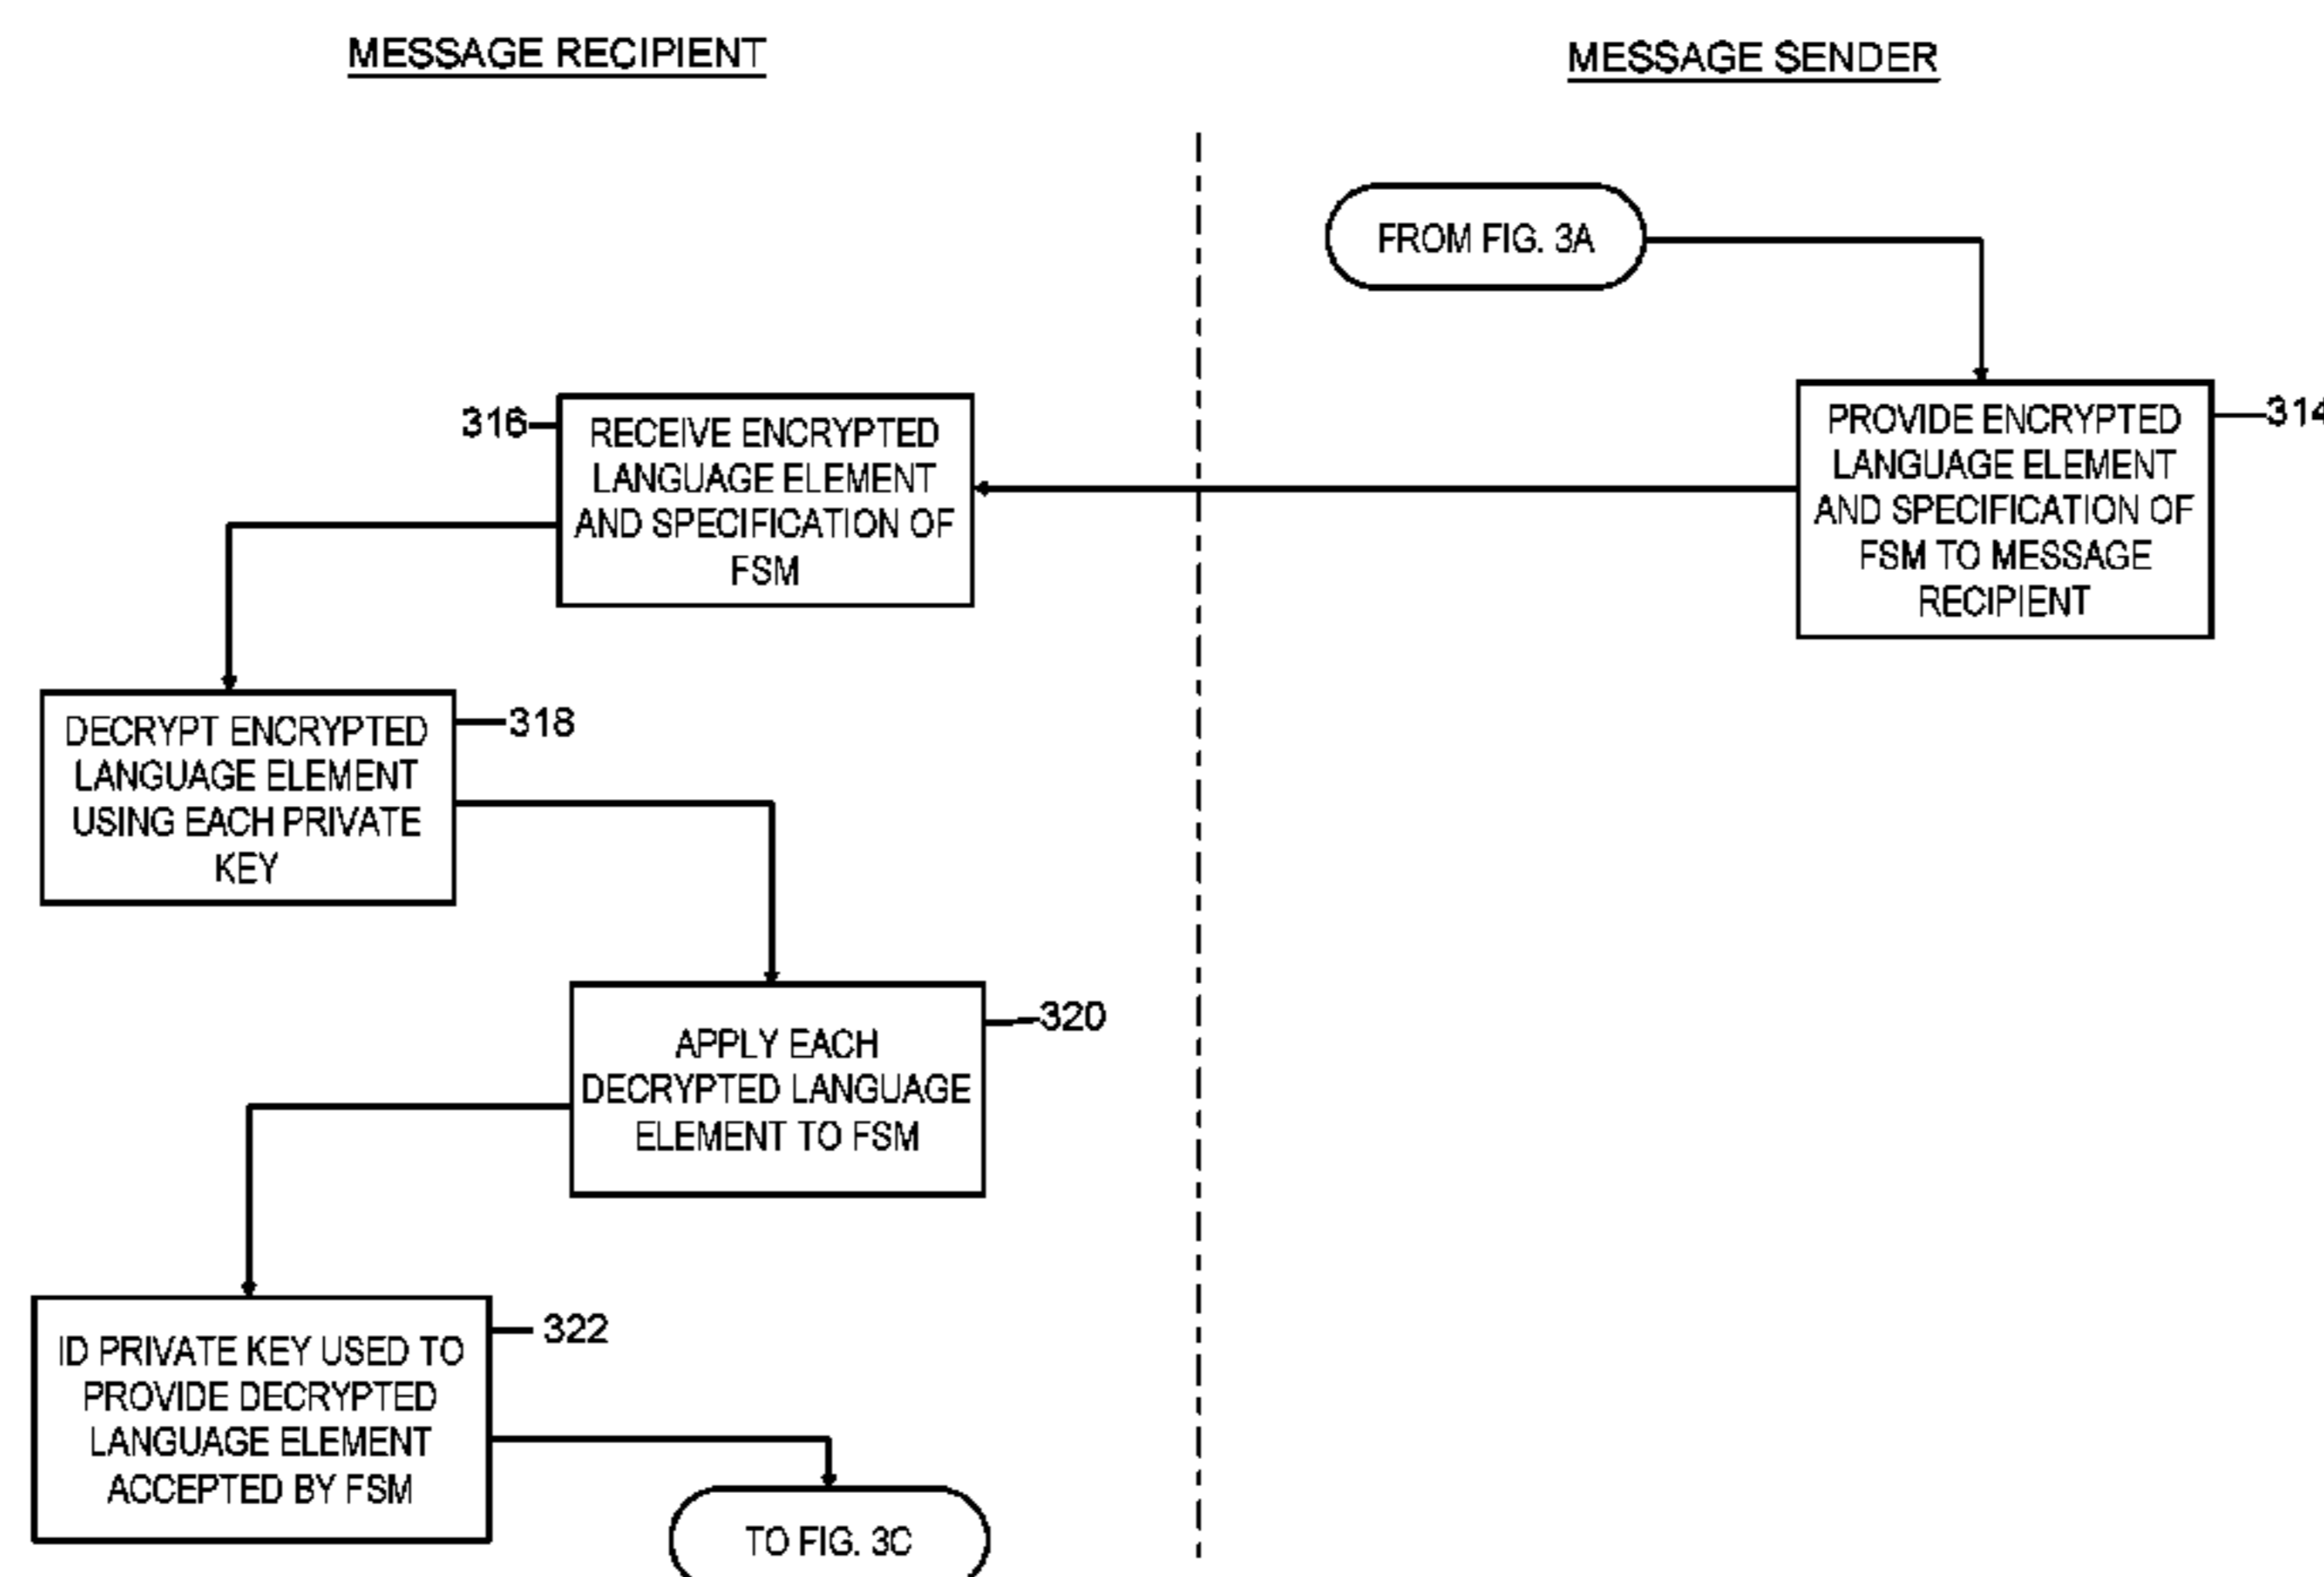 MESSAGE RECIPIENT
MESSAGE SENDER
FROM FIG. 3A
314
PROVIDE ENCRYPTED
LANGUAGE ELEMENT
AND SPECIFICATION OF
FSM TO MESSAGE
RECIPIENT
316
RECEIVE ENCRYPTED
LANGUAGE ELEMENT
AND SPECIFICATION OF
FSM
318
DECRYPT ENCRYPTED
LANGUAGE ELEMENT
USING EACH PRIVATE
KEY
320
APPLY EACH
DECRYPTED LANGUAGE
ELEMENT TO FSM
322
ID PRIVATE KEY USED TO
PROVIDE DECRYPTED
LANGUAGE ELEMENT
ACCEPTED BY FSM
TO FIG. 3C